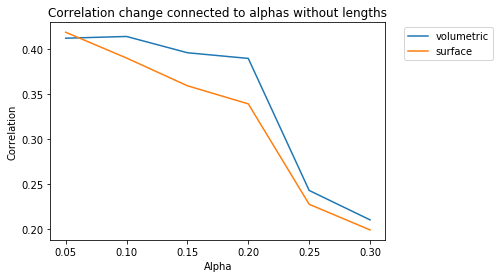 Correlation change connected to alphas without lengths
volumetric
surface
0.40
0.35
0.30
0.25
0.20
Correlation
0.05 0.10 0.15 0.20 0.25 0.30
Alpha